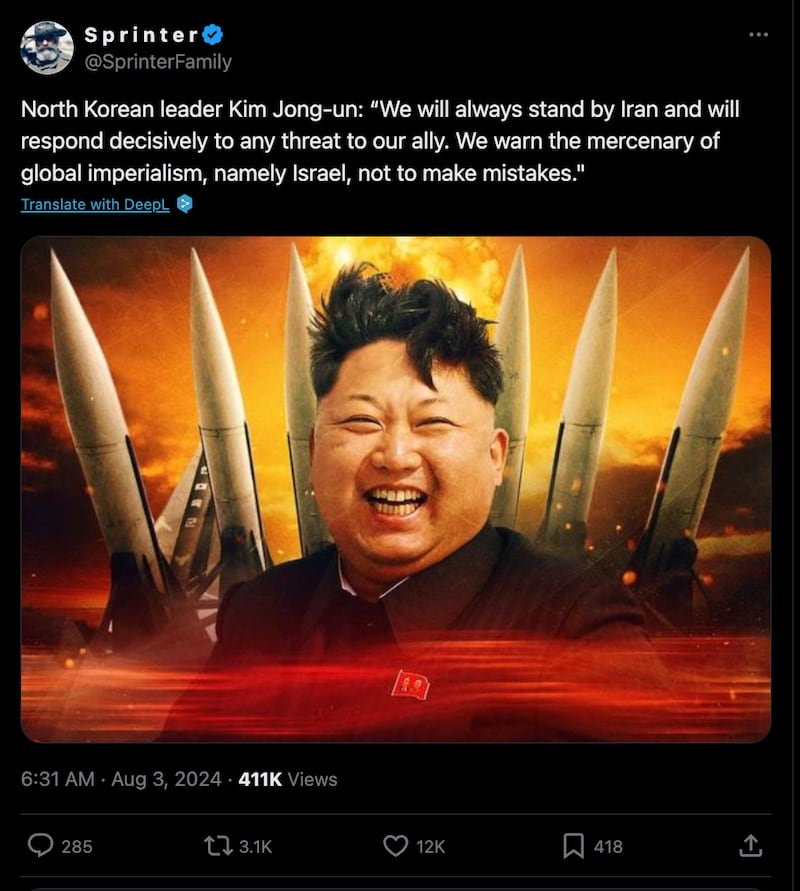 Sprinter
@SprinterFamily
North Korean leader Kim Jong-un: “We will always stand by Iran and will
respond decisively to any threat to our ally. We warn the mercenary of
global imperialism, namely Israel, not to make mistakes."
Translate with DeepL
6:31 AM · Aug 3, 2024 · 411K Views
285 3.1K 12K 418